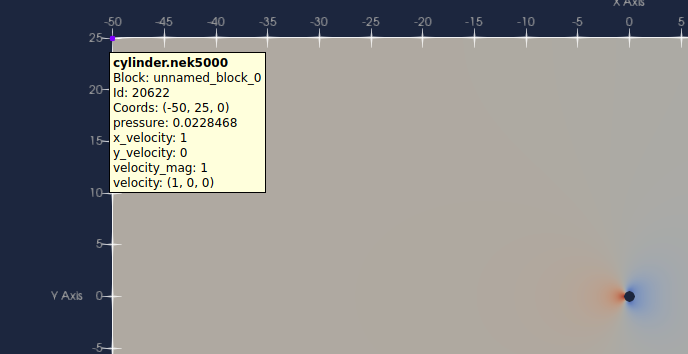 X Axis
-50 -45 -40 -35 -30 -25 -20 -15 -10 -5 0 5
25
cylinder.nek5000
Block: unnamed_block_0
20
Id: 20622
Coords: (-50, 25, 0)
pressure: 0.0228468
15
x_velocity: 1
y_velocity: 0
velocity_mag: 1
velocity: (1, 0, 0)
10
5
Y Axis 0
-5